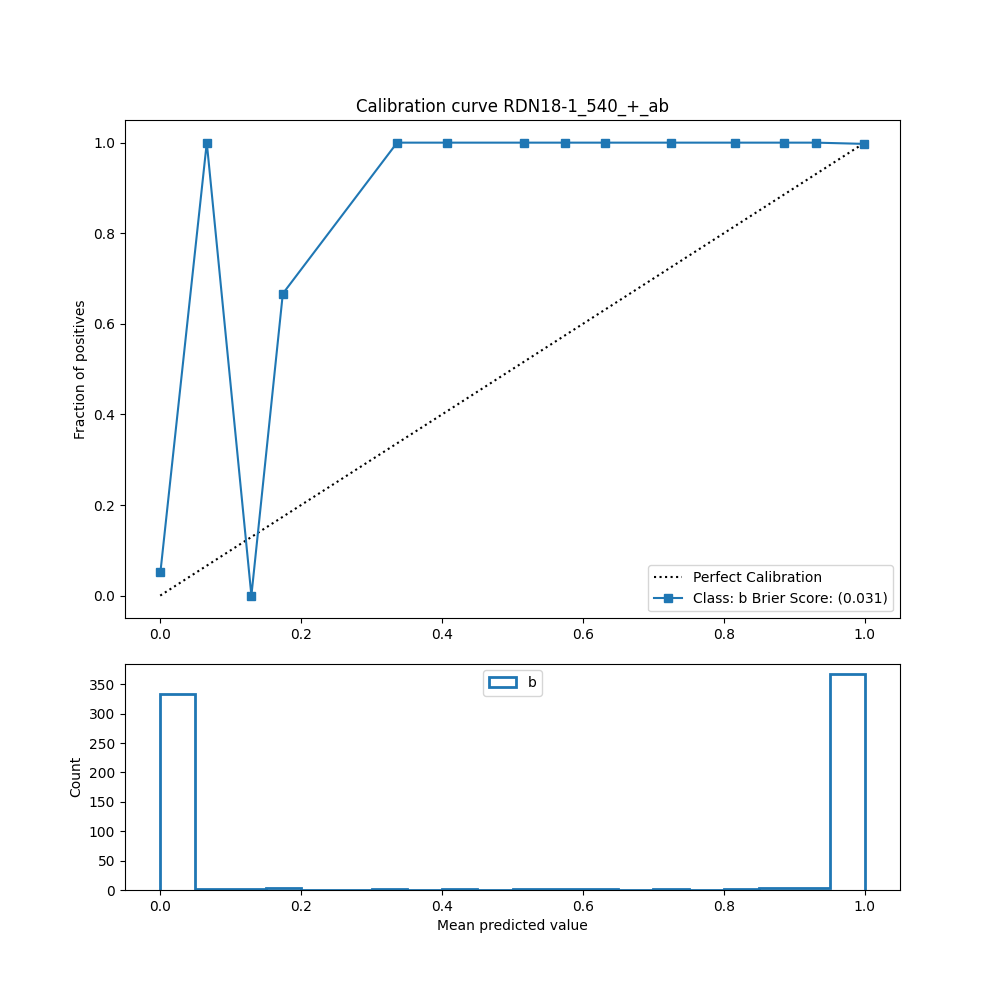 Calibration curve RDN18-1_540_+_ab
1.0
0.8
0.6
0.4
0.2
0.0
Fraction of positives
Perfect Calibration
Class: b Brier Score: (0.031)
0.0 0.2 0.4 0.6 0.8 1.0
b
350
300
250
200
150
100
50
0
Count
0.0 0.2 0.4 0.6 0.8 1.0
Mean predicted value